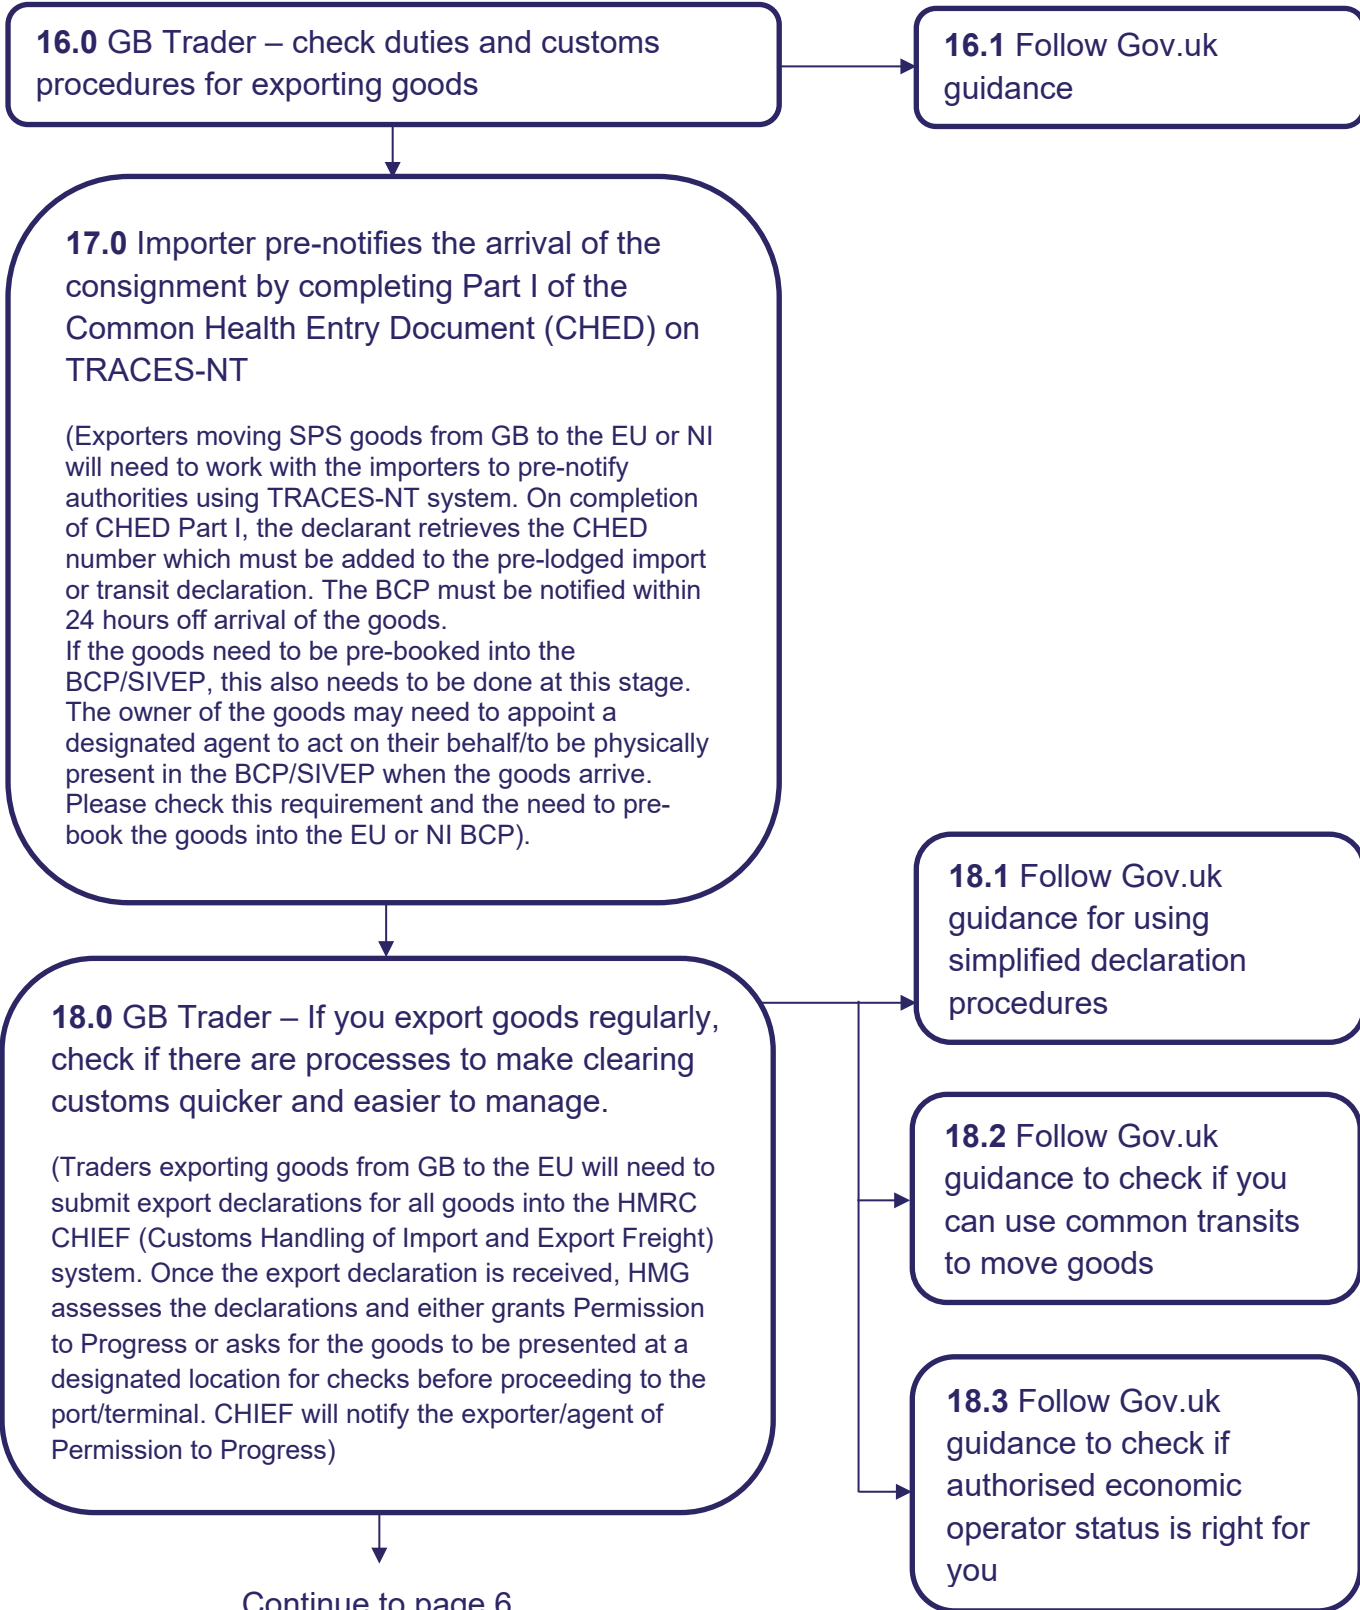 16.0 GB Trader – check duties and customs
procedures for exporting goods
16.1 Follow Gov.uk
guidance
17.0 Importer pre-notifies the arrival of the
consignment by completing Part I of the
Common Health Entry Document (CHED) on
TRACES-NT
(Exporters moving SPS goods from GB to the EU or NI
will need to work with the importers to pre-notify
authorities using TRACES-NT system. On completion
of CHED Part I, the declarant retrieves the CHED
number which must be added to the pre-lodged import
or transit declaration. The BCP must be notified within
24 hours off arrival of the goods.
If the goods need to be pre-booked into the
BCP/SIVEP, this also needs to be done at this stage.
The owner of the goods may need to appoint a
designated agent to act on their behalf/to be physically
present in the BCP/SIVEP when the goods arrive.
Please check this requirement and the need to pre-
book the goods into the EU or NI BCP).
18.0 GB Trader – If you export goods regularly,
check if there are processes to make clearing
customs quicker and easier to manage.
(Traders exporting goods from GB to the EU will need to
submit export declarations for all goods into the HMRC
CHIEF (Customs Handling of Import and Export Freight)
system. Once the export declaration is received, HMG
assesses the declarations and either grants Permission
to Progress or asks for the goods to be presented at a
designated location for checks before proceeding to the
port/terminal. CHIEF will notify the exporter/agent of
Permission to Progress)
18.1 Follow Gov.uk
guidance for using
simplified declaration
procedures
18.2 Follow Gov.uk
guidance to check if you
can use common transits
to move goods
18.3 Follow Gov.uk
guidance to check if
authorised economic
operator status is right for
you
Continue to page 6